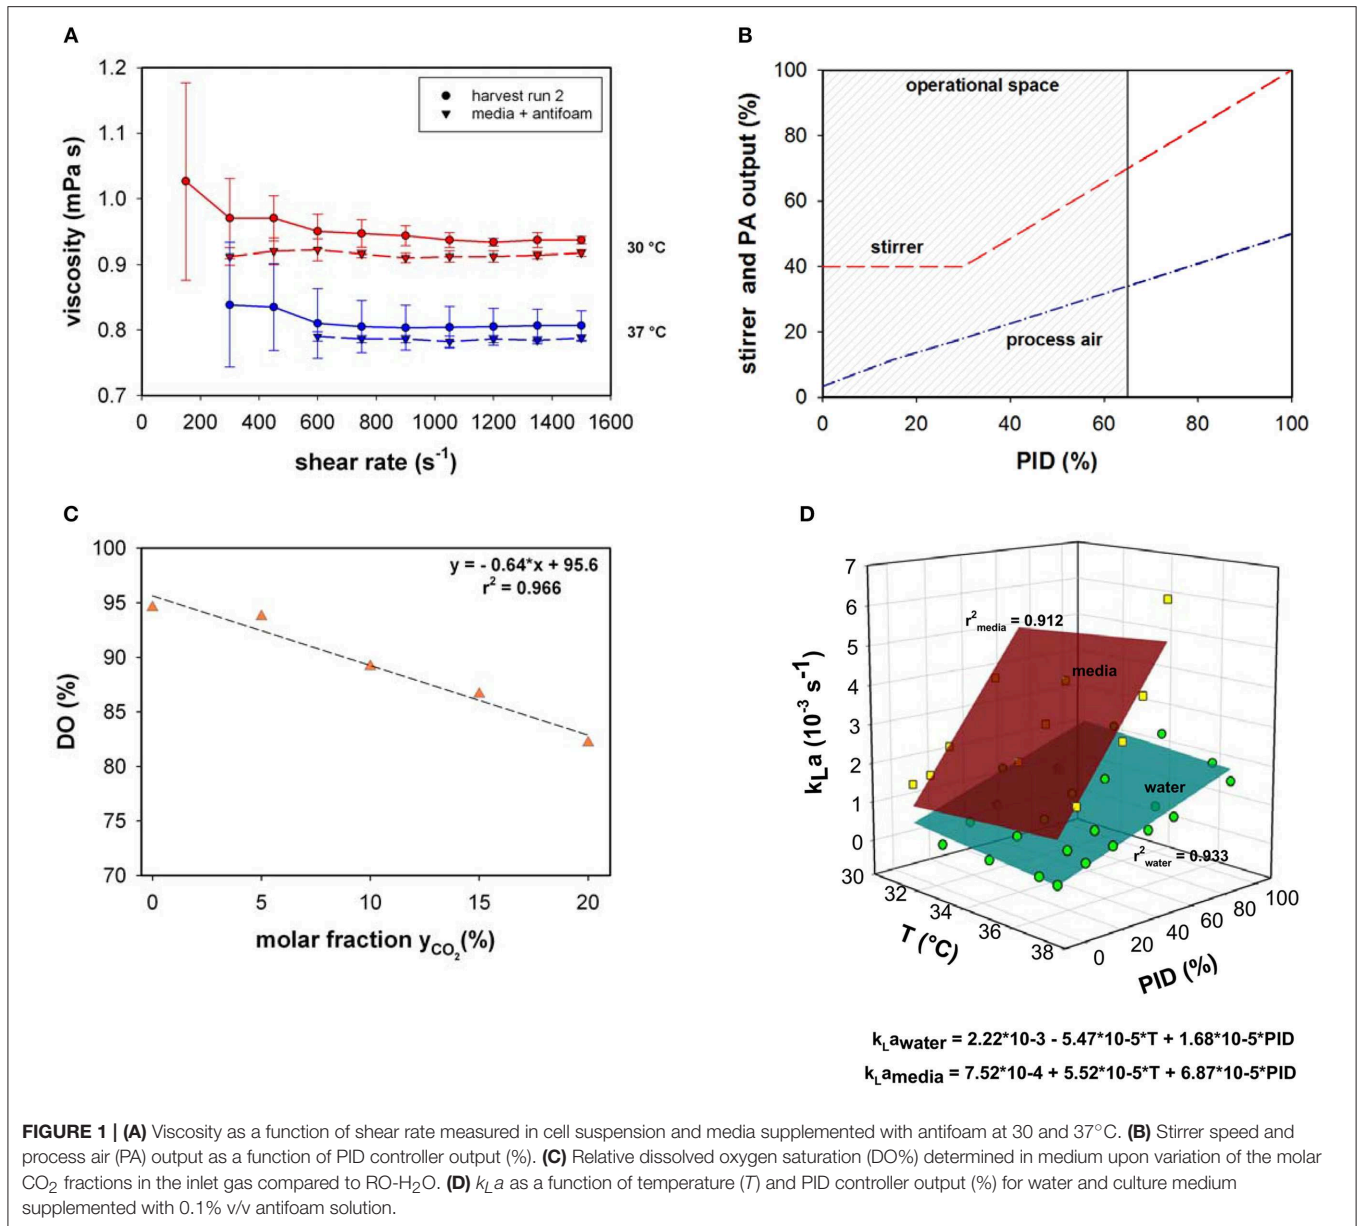 A
1.2
1.1
1.0
0.9
0.8
0.7
viscosity (mPa s)
harvest run 2
media + antifoam
30 °C
37 °C
0 200 400 600 800 1000 1200 1400 1600
shear rate (s⁻¹)
B
100
80
60
40
20
0
stirrer and PA output (%)
operational space
stirrer
process air
0 20 40 60 80 100
PID (%)
C
100
95
90
85
80
75
70
DO (%)
y = - 0.64*x + 95.6
r² = 0.966
0 5 10 15 20
molar fraction yCO₂(%)
D
7
6
5
4
3
2
1
0
kLa (10⁻³ s⁻¹)
r²media = 0.912
media
water
r²water = 0.933
30 32 34 36 38
T (°C)
0 20 40 60 80 100
PID (%)
kLawater = 2.22*10-3 - 5.47*10-5*T + 1.68*10-5*PID
kLamedia = 7.52*10-4 + 5.52*10-5*T + 6.87*10-5*PID
FIGURE 1 | (A) Viscosity as a function of shear rate measured in cell suspension and media supplemented with antifoam at 30 and 37°C. (B) Stirrer speed and
process air (PA) output as a function of PID controller output (%). (C) Relative dissolved oxygen saturation (DO%) determined in medium upon variation of the molar
CO₂ fractions in the inlet gas compared to RO-H₂O. (D) kLa as a function of temperature (T) and PID controller output (%) for water and culture medium
supplemented with 0.1% v/v antifoam solution.